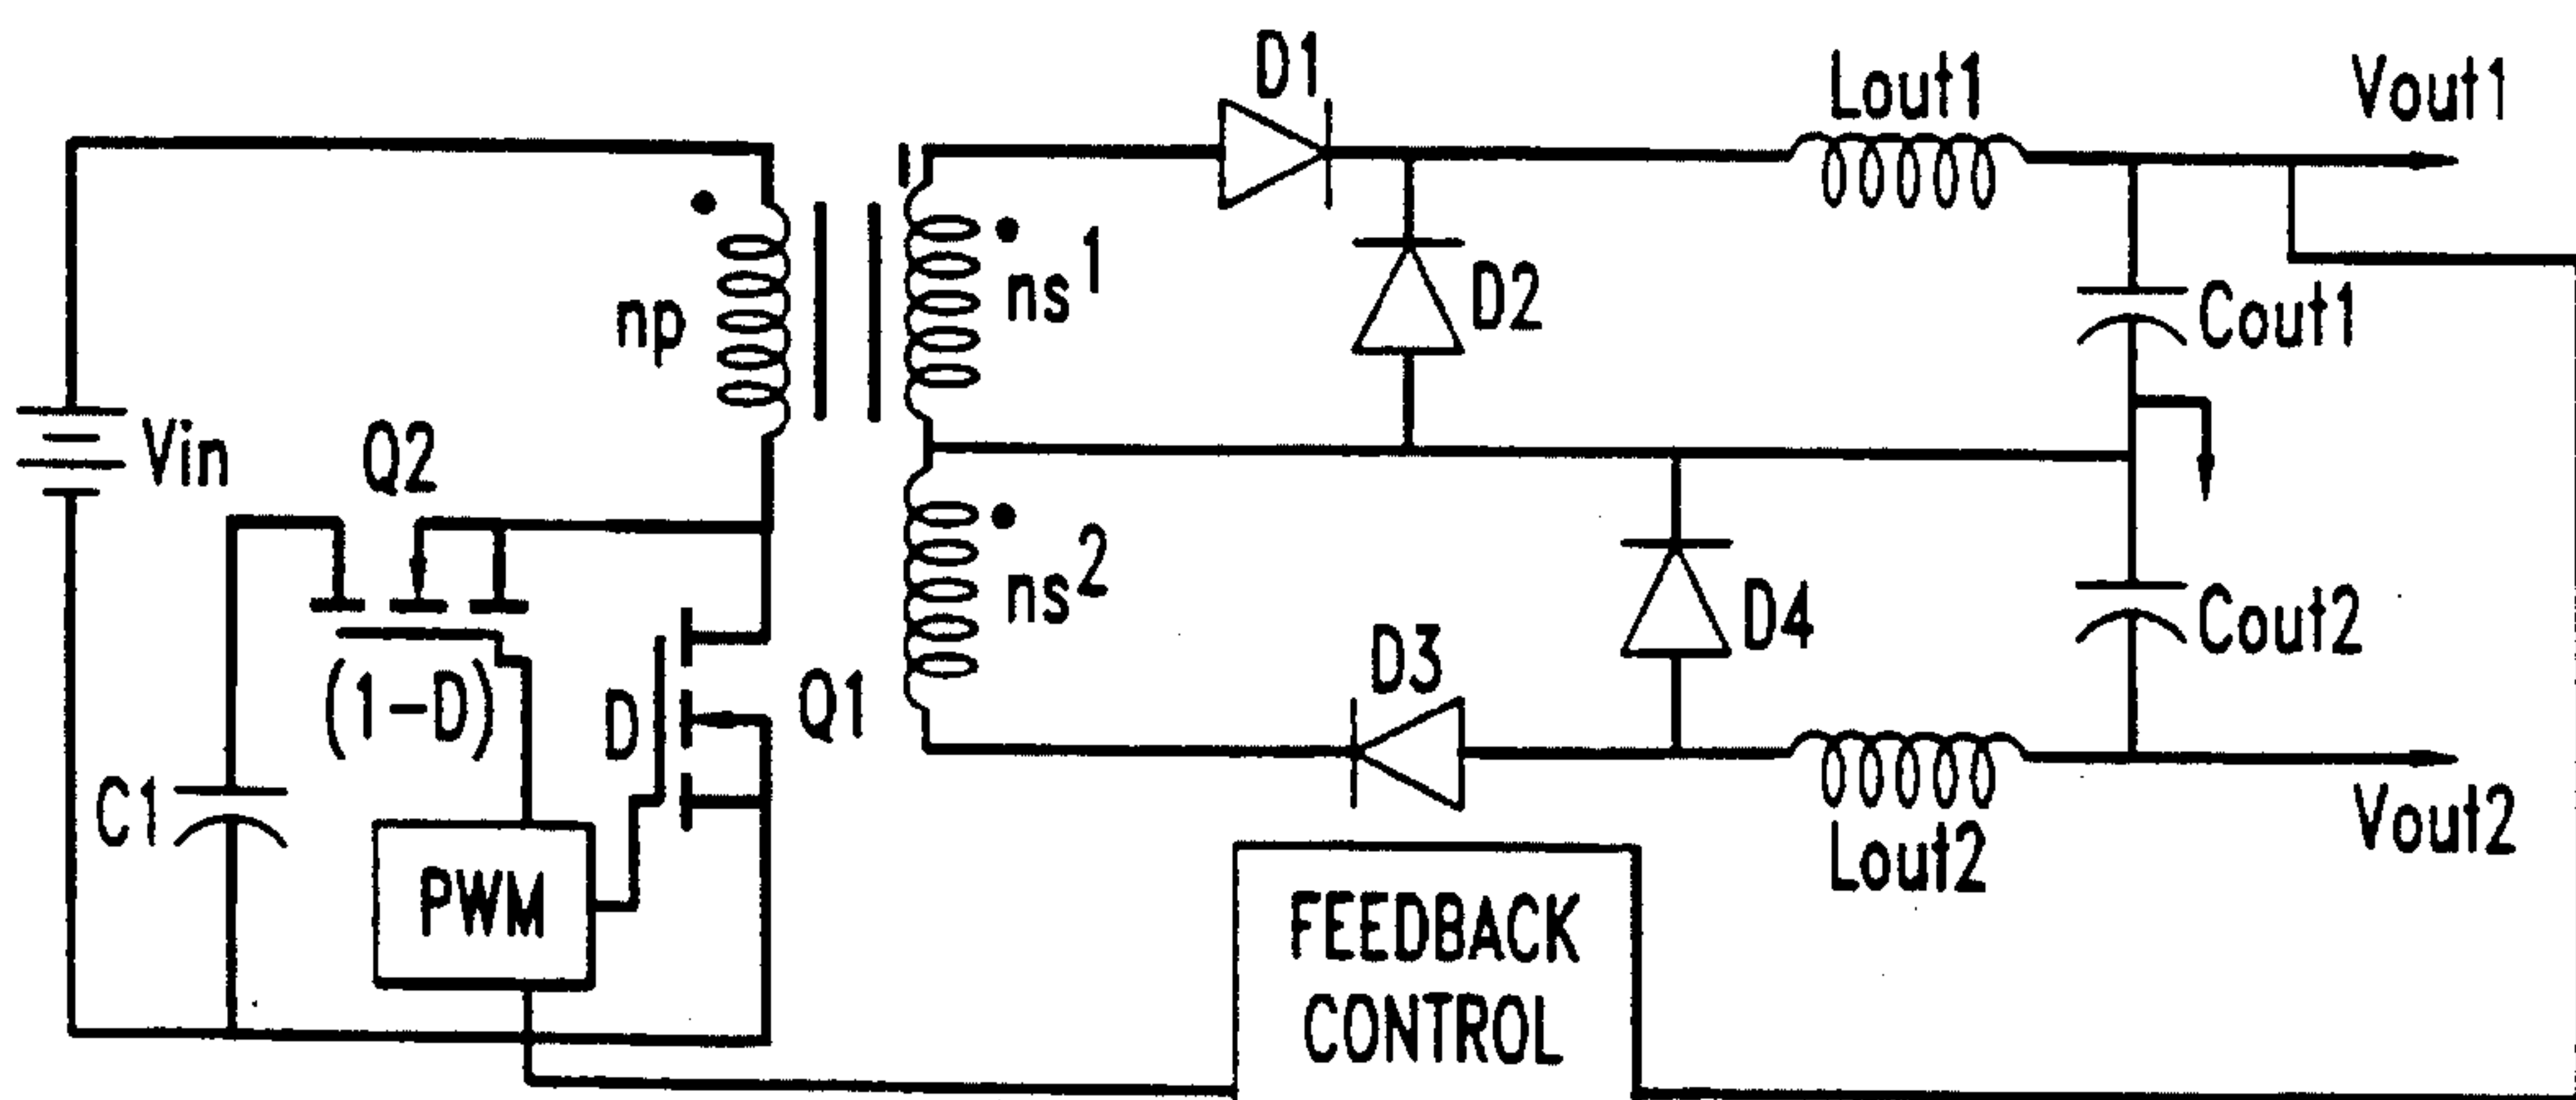 D1
Lout1
Vout1
np
ns1
D2
Cout1
Vin
Q2
ns2
D4
Cout2
(1-D)
D
Q1
D3
C1
PWM
Lout2
Vout2
FEEDBACK
CONTROL